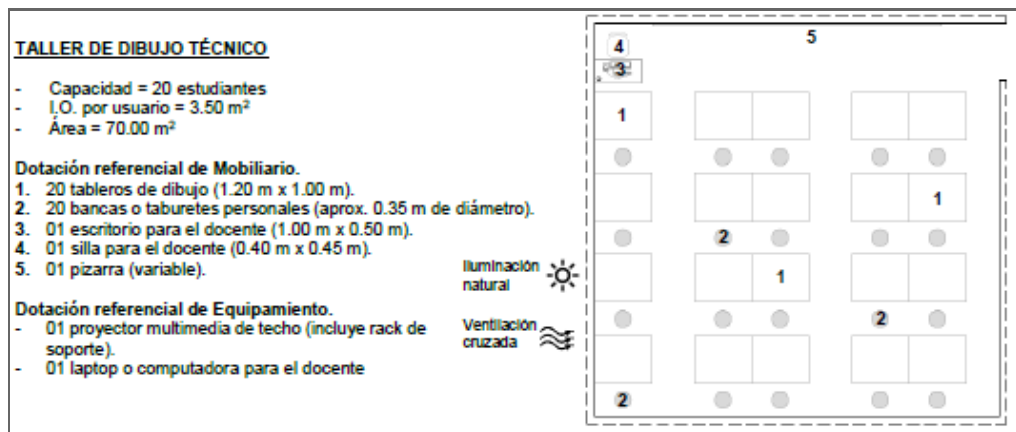 TALLER DE DIBUJO TÉCNICO
- Capacidad = 20 estudiantes
- I.O. por usuario = 3.50 m²
- Área = 70.00 m²
Dotación referencial de Mobiliario.
1. 20 tableros de dibujo (1.20 m x 1.00 m).
2. 20 bancas o taburetes personales (aprox. 0.35 m de diámetro).
3. 01 escritorio para el docente (1.00 m x 0.50 m).
4. 01 silla para el docente (0.40 m x 0.45 m).
5. 01 pizarra (variable).
Dotación referencial de Equipamiento.
- 01 proyector multimedia de techo (incluye rack de
soporte).
- 01 laptop o computadora para el docente
Iluminación
natural
Ventilación
cruzada
5
4
3
1
1
2
1
2
2